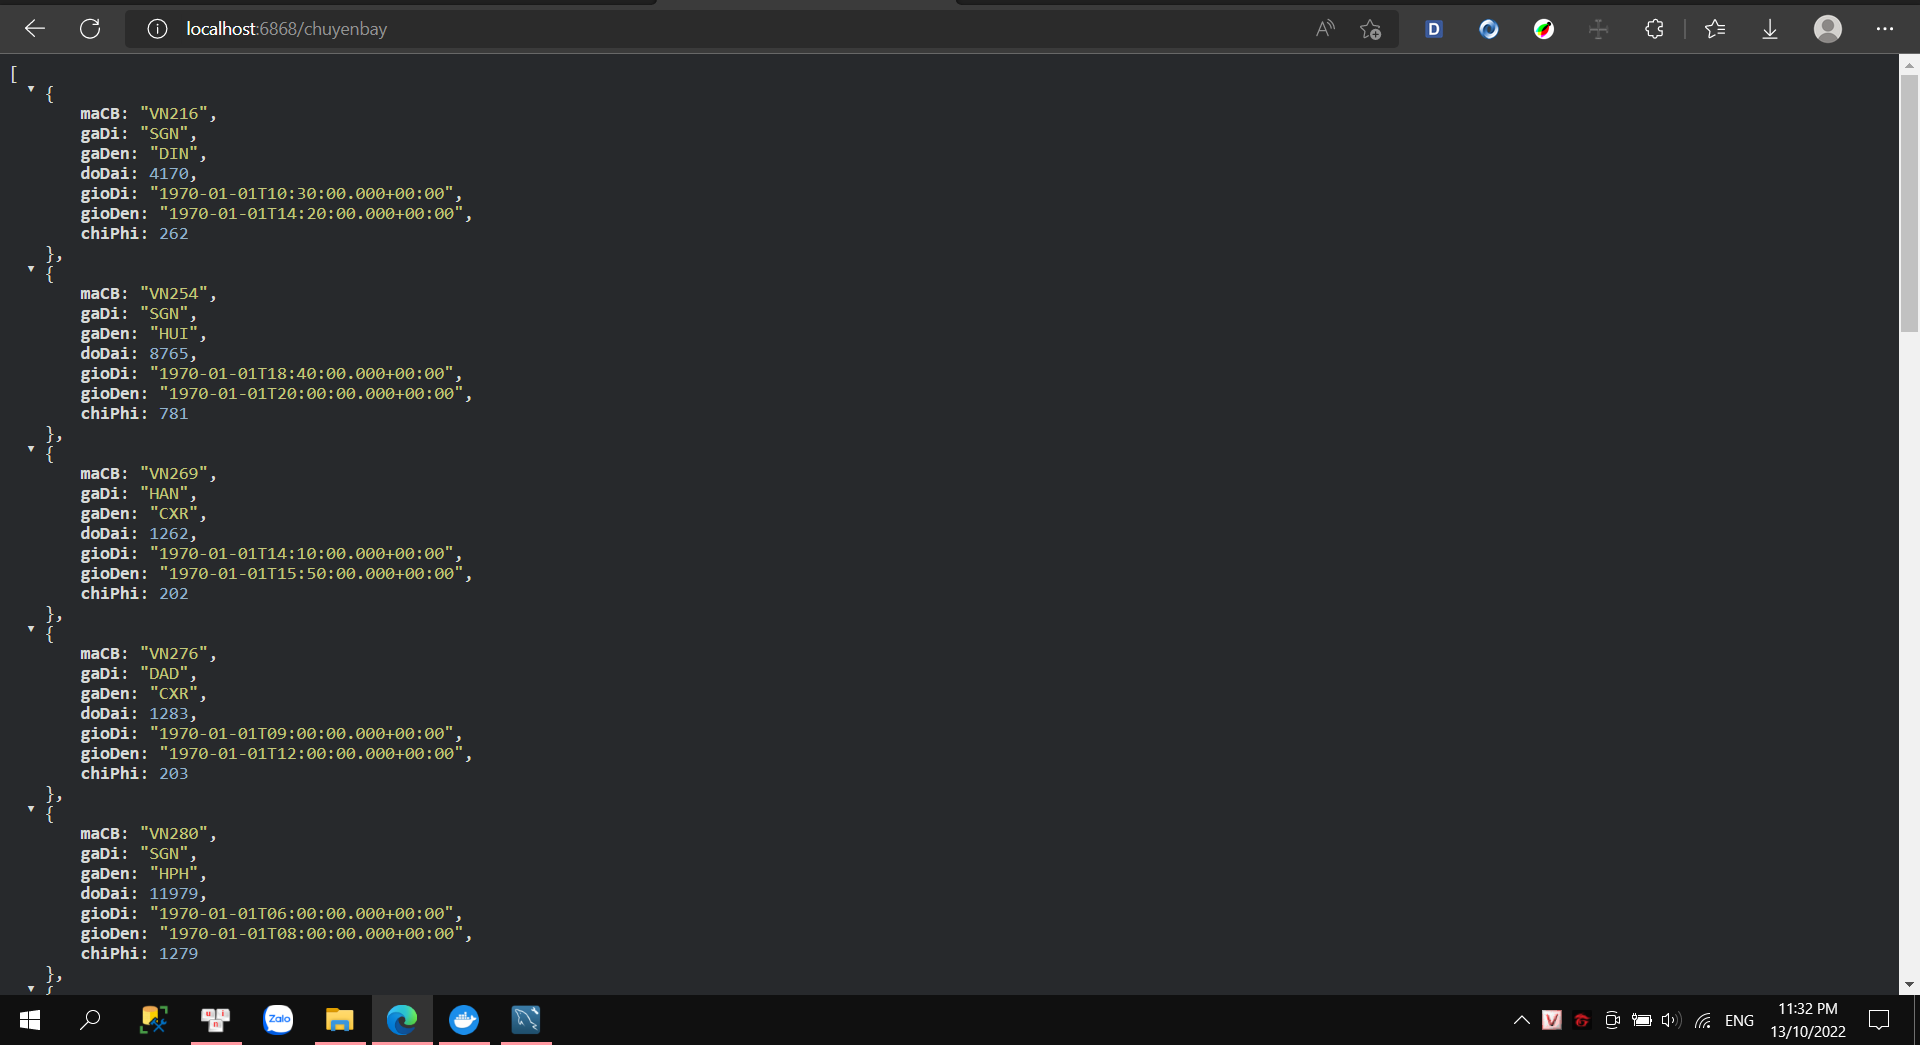 localhost:6868/chuyenbay
[
{
maCB: "VN216",
gaDi: "SGN",
gaDen: "DIN",
doDai: 4170,
gioDi: "1970-01-01T10:30:00.000+00:00",
gioDen: "1970-01-01T14:20:00.000+00:00",
chiPhi: 262
},
{
maCB: "VN254",
gaDi: "SGN",
gaDen: "HUI",
doDai: 8765,
gioDi: "1970-01-01T18:40:00.000+00:00",
gioDen: "1970-01-01T20:00:00.000+00:00",
chiPhi: 781
},
{
maCB: "VN269",
gaDi: "HAN",
gaDen: "CXR",
doDai: 1262,
gioDi: "1970-01-01T14:10:00.000+00:00",
gioDen: "1970-01-01T15:50:00.000+00:00",
chiPhi: 202
},
{
maCB: "VN276",
gaDi: "DAD",
gaDen: "CXR",
doDai: 1283,
gioDi: "1970-01-01T09:00:00.000+00:00",
gioDen: "1970-01-01T12:00:00.000+00:00",
chiPhi: 203
},
{
maCB: "VN280",
gaDi: "SGN",
gaDen: "HPH",
doDai: 11979,
gioDi: "1970-01-01T06:00:00.000+00:00",
gioDen: "1970-01-01T08:00:00.000+00:00",
chiPhi: 1279
},
{
Zalo
ENG
11:32 PM
13/10/2022